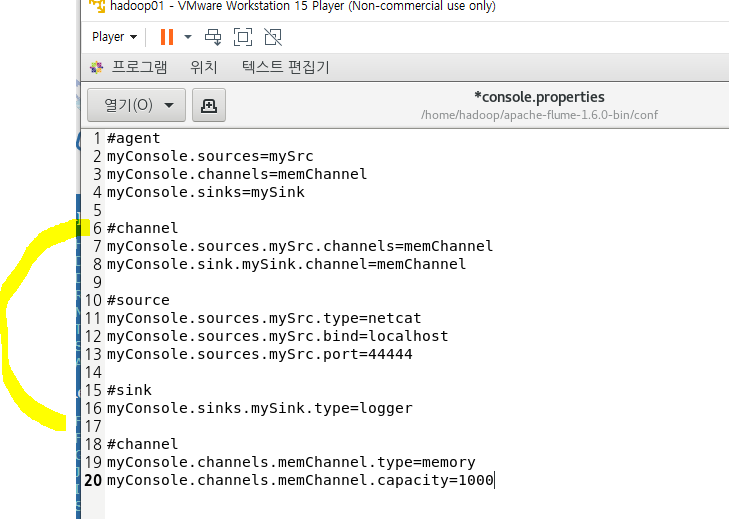 hadoop01 - VMware Workstation 15 Player (Non-commercial use only)
Player
프로그램 위치 텍스트 편집기
열기(O)
*console.properties
/home/hadoop/apache-flume-1.6.0-bin/conf
1 #agent
2 myConsole.sources=mySrc
3 myConsole.channels=memChannel
4 myConsole.sinks=mySink
5
6 #channel
7 myConsole.sources.mySrc.channels=memChannel
8 myConsole.sink.mySink.channel=memChannel
9
10 #source
11 myConsole.sources.mySrc.type=netcat
12 myConsole.sources.mySrc.bind=localhost
13 myConsole.sources.mySrc.port=44444
14
15 #sink
16 myConsole.sinks.mySink.type=logger
17
18 #channel
19 myConsole.channels.memChannel.type=memory
20 myConsole.channels.memChannel.capacity=1000